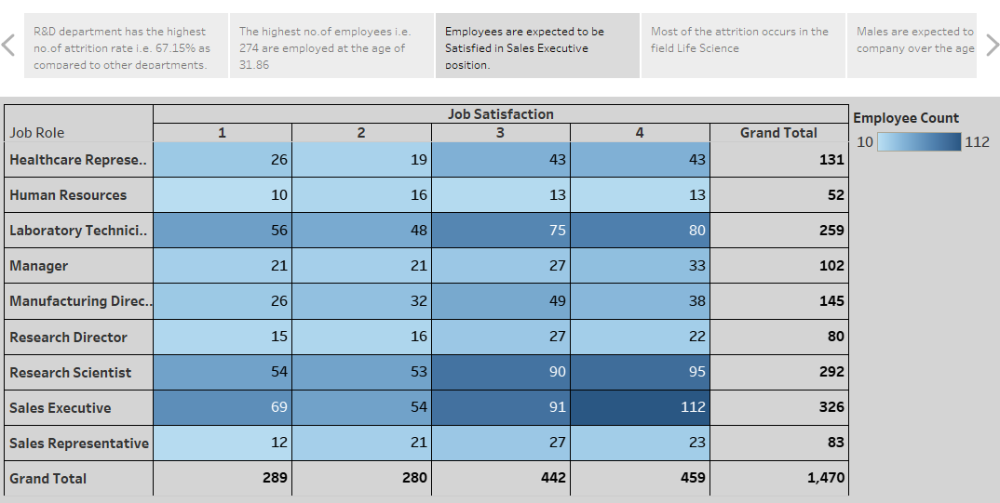 R&D department has the highest
no.of attrition rate i.e. 67.15% as
compared to other departments.
The highest no.of employees i.e.
274 are employed at the age of
31.86
Employees are expected to be
Satisfied in Sales Executive
position.
Most of the attrition occurs in the
field Life Science
Males are expected to
company over the age
Job Satisfaction
Job Role 1 2 3 4 Grand Total
Healthcare Represe.. 26 19 43 43 131
Human Resources 10 16 13 13 52
Laboratory Technici.. 56 48 75 80 259
Manager 21 21 27 33 102
Manufacturing Direc.. 26 32 49 38 145
Research Director 15 16 27 22 80
Research Scientist 54 53 90 95 292
Sales Executive 69 54 91 112 326
Sales Representative 12 21 27 23 83
Grand Total 289 280 442 459 1,470
Employee Count
10 112